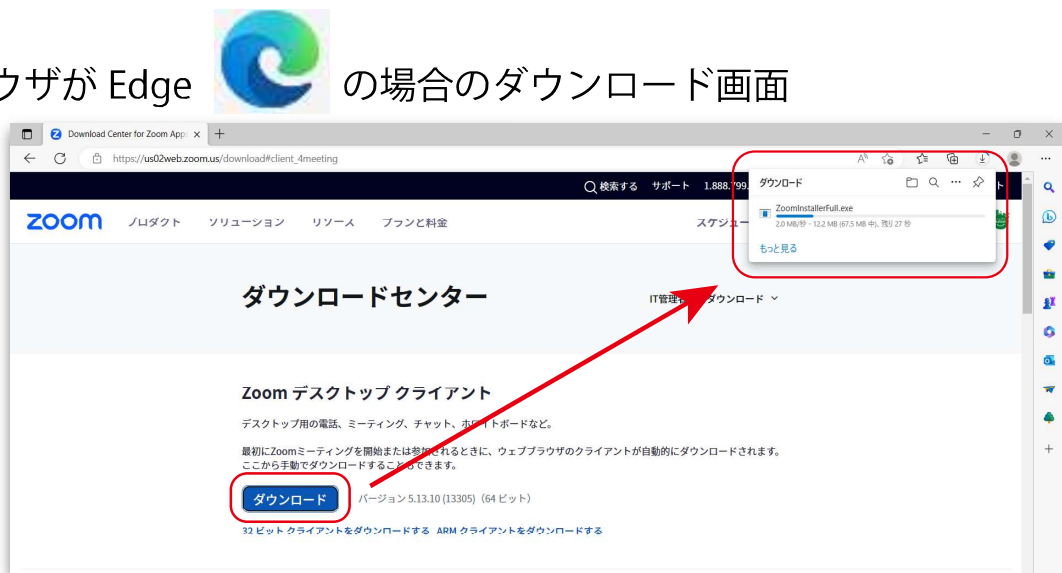 ウザが Edge の場合のダウンロード画面
Download Center for Zoom App
https://us02web.zoom.us/download#client_4meeting
検索する サポート 1.888.799.
ダウンロード
ZoomInstallerFull.exe
2.0 MB/秒 - 12.2 MB (67.5 MB 中)、残り 27 秒
もっと見る
zoom プロダクト ソリューション リソース プランと料金 スケジュー
ダウンロードセンター
IT管理者 ダウンロード
Zoom デスクトップ クライアント
デスクトップ用の電話、ミーティング、チャット、ホワイトボードなど。
最初にZoomミーティングを開始または参加されるときに、ウェブブラウザのクライアントが自動的にダウンロードされます。
ここから手動でダウンロードすることもできます。
ダウンロード バージョン 5.13.10 (13305) (64 ビット)
32 ビット クライアントをダウンロードする ARM クライアントをダウンロードする